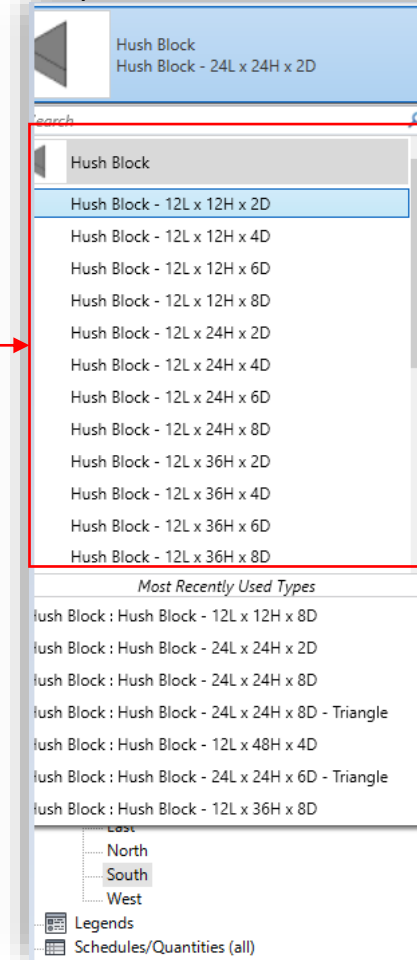 Hush Block
Hush Block - 24L x 24H x 2D
Search
Hush Block
Hush Block - 12L x 12H x 2D
Hush Block - 12L x 12H x 4D
Hush Block - 12L x 12H x 6D
Hush Block - 12L x 12H x 8D
Hush Block - 12L x 24H x 2D
Hush Block - 12L x 24H x 4D
Hush Block - 12L x 24H x 6D
Hush Block - 12L x 24H x 8D
Hush Block - 12L x 36H x 2D
Hush Block - 12L x 36H x 4D
Hush Block - 12L x 36H x 6D
Hush Block - 12L x 36H x 8D
Most Recently Used Types
Hush Block : Hush Block - 12L x 12H x 8D
Hush Block : Hush Block - 24L x 24H x 2D
Hush Block : Hush Block - 24L x 24H x 8D
Hush Block : Hush Block - 24L x 24H x 8D - Triangle
Hush Block : Hush Block - 12L x 48H x 4D
Hush Block : Hush Block - 24L x 24H x 6D - Triangle
Hush Block : Hush Block - 12L x 36H x 8D
East
North
South
West
Legends
Schedules/Quantities (all)